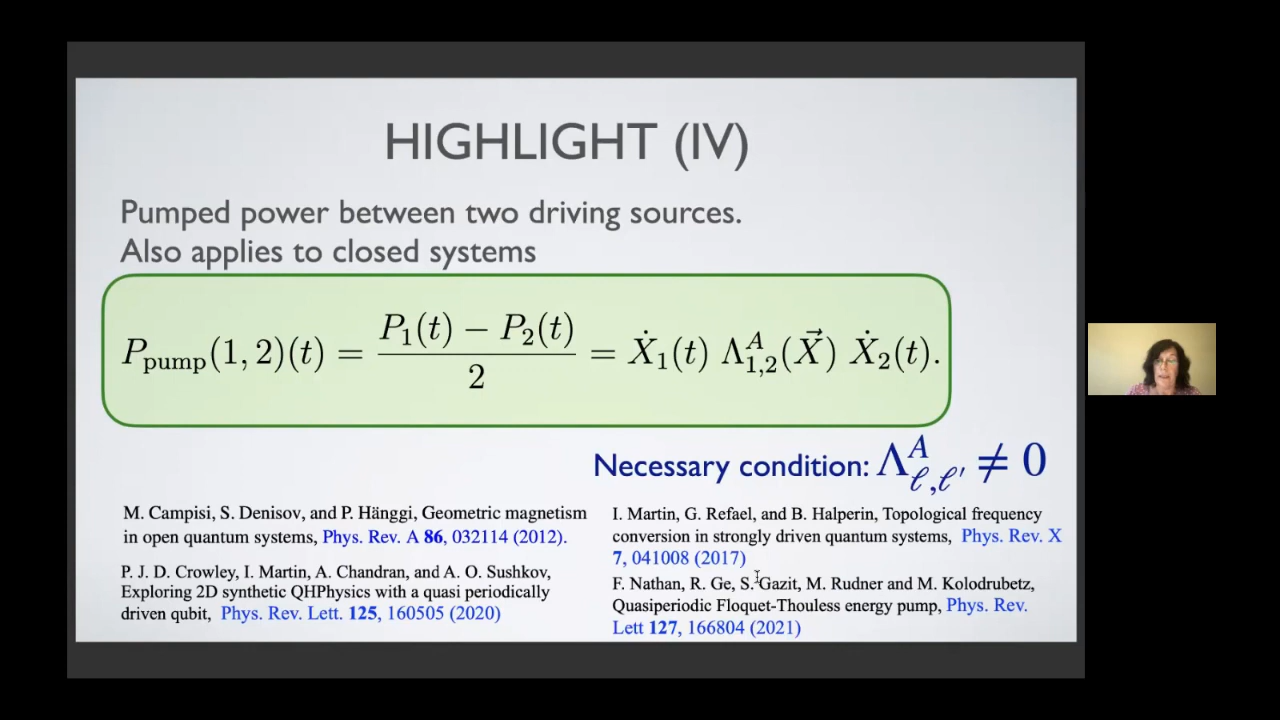 HIGHLIGHT (IV)
Pumped power between two driving sources.
Also applies to closed systems
P_pump(1, 2)(t) = (P_1(t) − P_2(t))/2 = Ẋ_1(t) Λ^A_{1,2}(X⃗) Ẋ_2(t).
Necessary condition: Λ^A_{ℓ,ℓ'} ≠ 0
M. Campisi, S. Denisov, and P. Hänggi, Geometric magnetism
in open quantum systems, Phys. Rev. A 86, 032114 (2012).
P. J. D. Crowley, I. Martin, A. Chandran, and A. O. Sushkov,
Exploring 2D synthetic QHPhysics with a quasi periodically
driven qubit, Phys. Rev. Lett. 125, 160505 (2020)
I. Martin, G. Refael, and B. Halperin, Topological frequency
conversion in strongly driven quantum systems, Phys. Rev. X
7, 041008 (2017)
F. Nathan, R. Ge, S. Gazit, M. Rudner and M. Kolodrubetz,
Quasiperiodic Floquet-Thouless energy pump, Phys. Rev.
Lett 127, 166804 (2021)